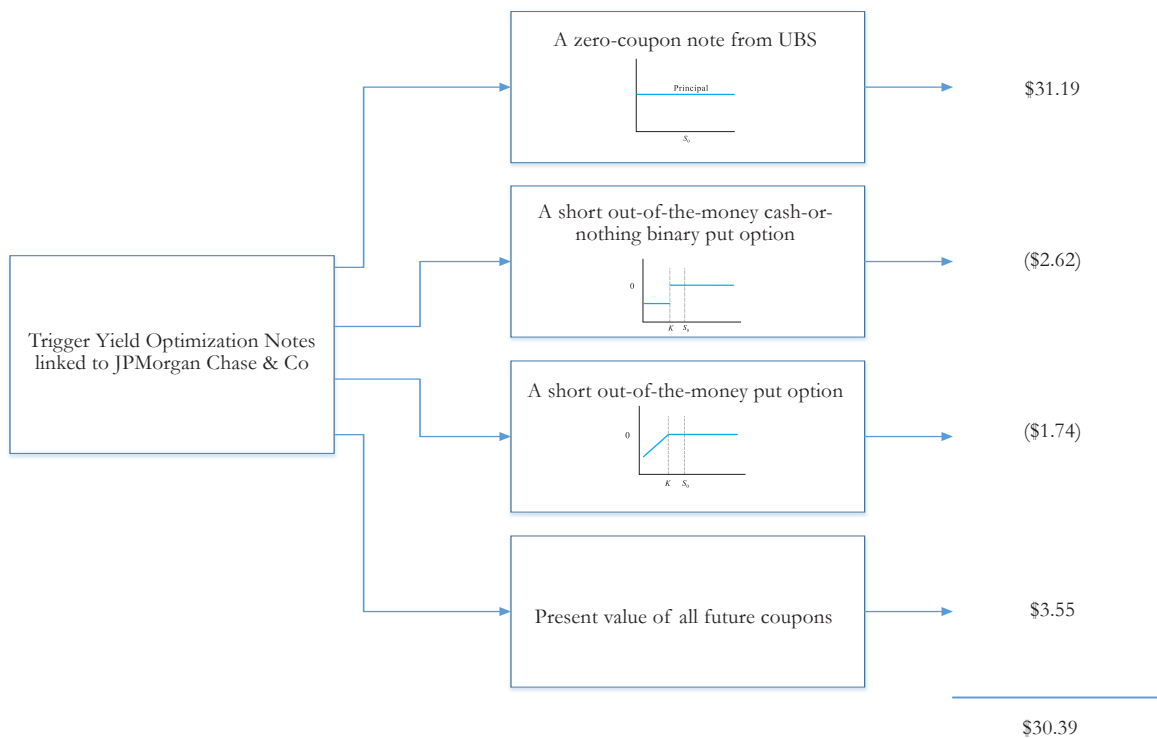 A zero-coupon note from UBS
Principal
S0
$31.19
A short out-of-the-money cash-or-
nothing binary put option
0
K S0
($2.62)
Trigger Yield Optimization Notes
linked to JPMorgan Chase & Co
A short out-of-the-money put option
0
K S0
($1.74)
Present value of all future coupons
$3.55
$30.39